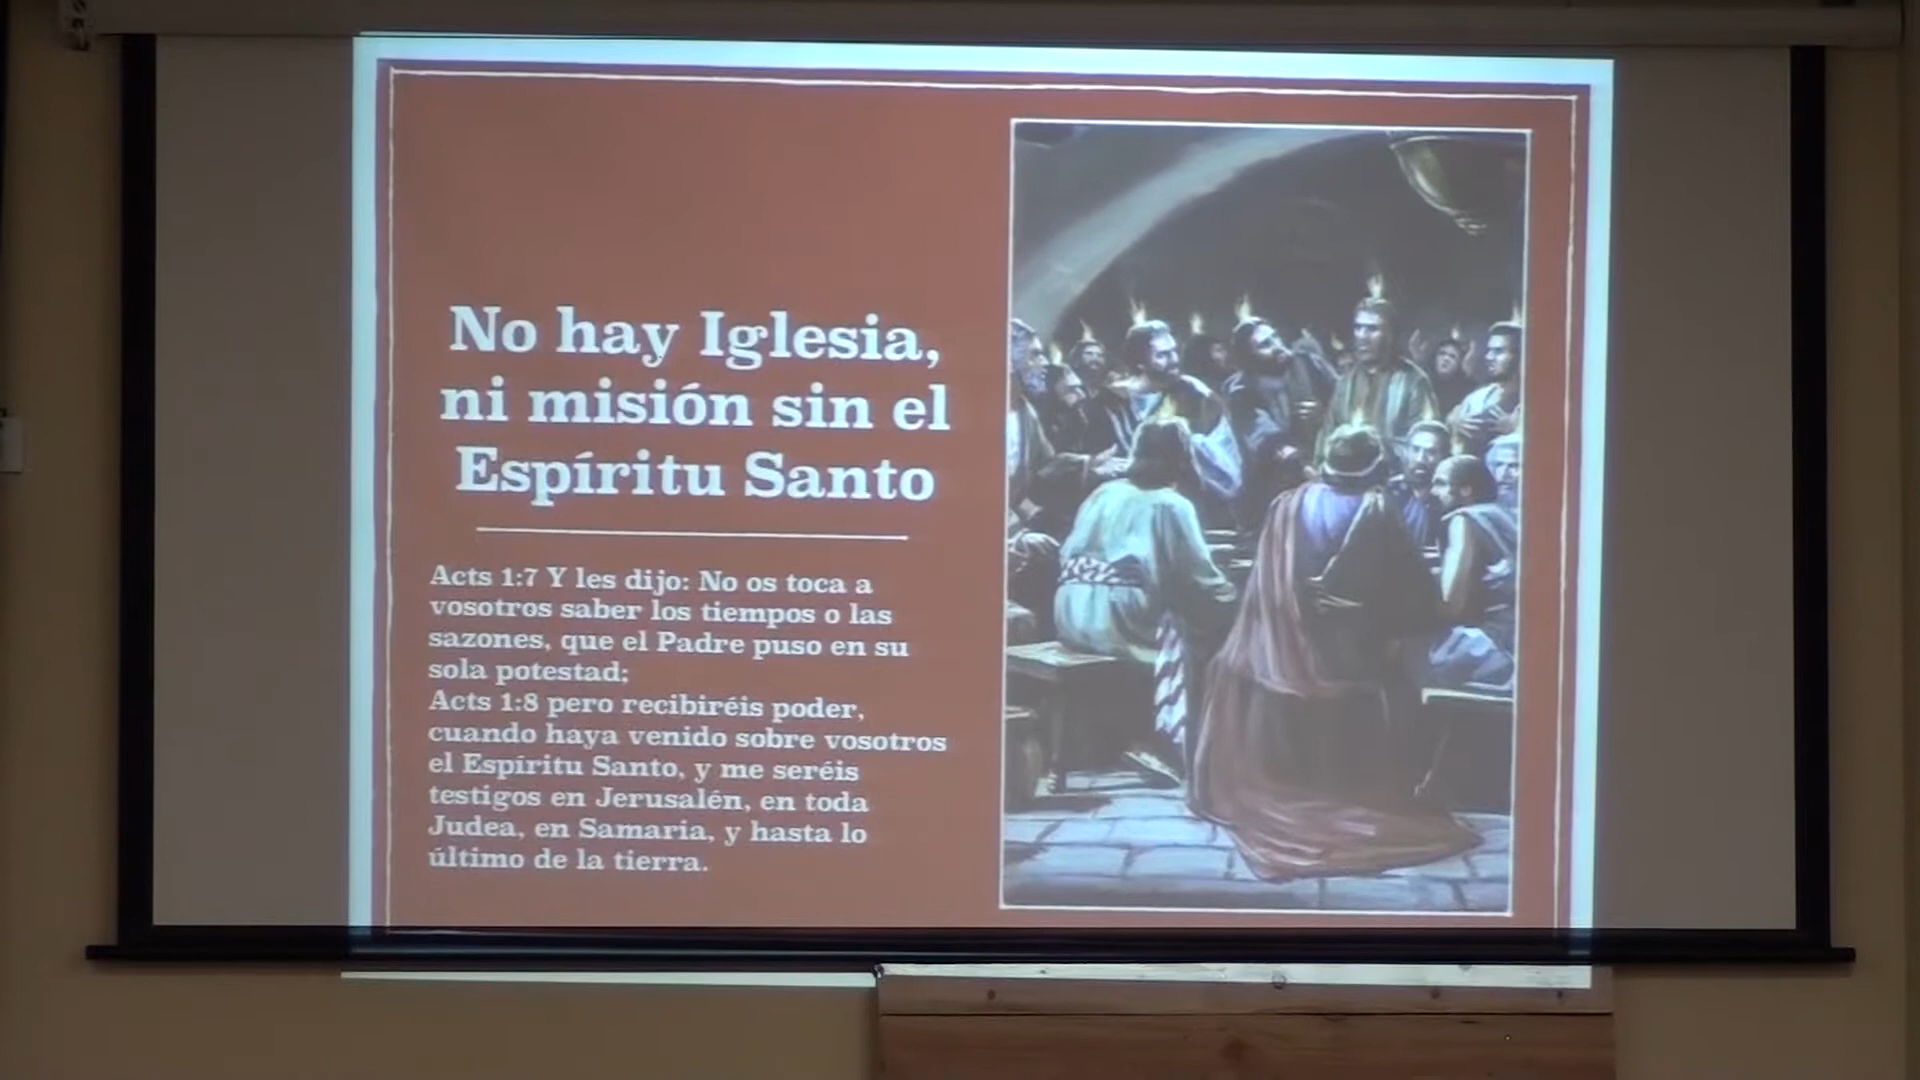 No hay Iglesia,
ni misión sin el
Espíritu Santo
Acts 1:7 Y les dijo: No os toca a
vosotros saber los tiempos o las
sazones, que el Padre puso en su
sola potestad;
Acts 1:8 pero recibiréis poder,
cuando haya venido sobre vosotros
el Espíritu Santo, y me seréis
testigos en Jerusalén, en toda
Judea, en Samaria, y hasta lo
último de la tierra.